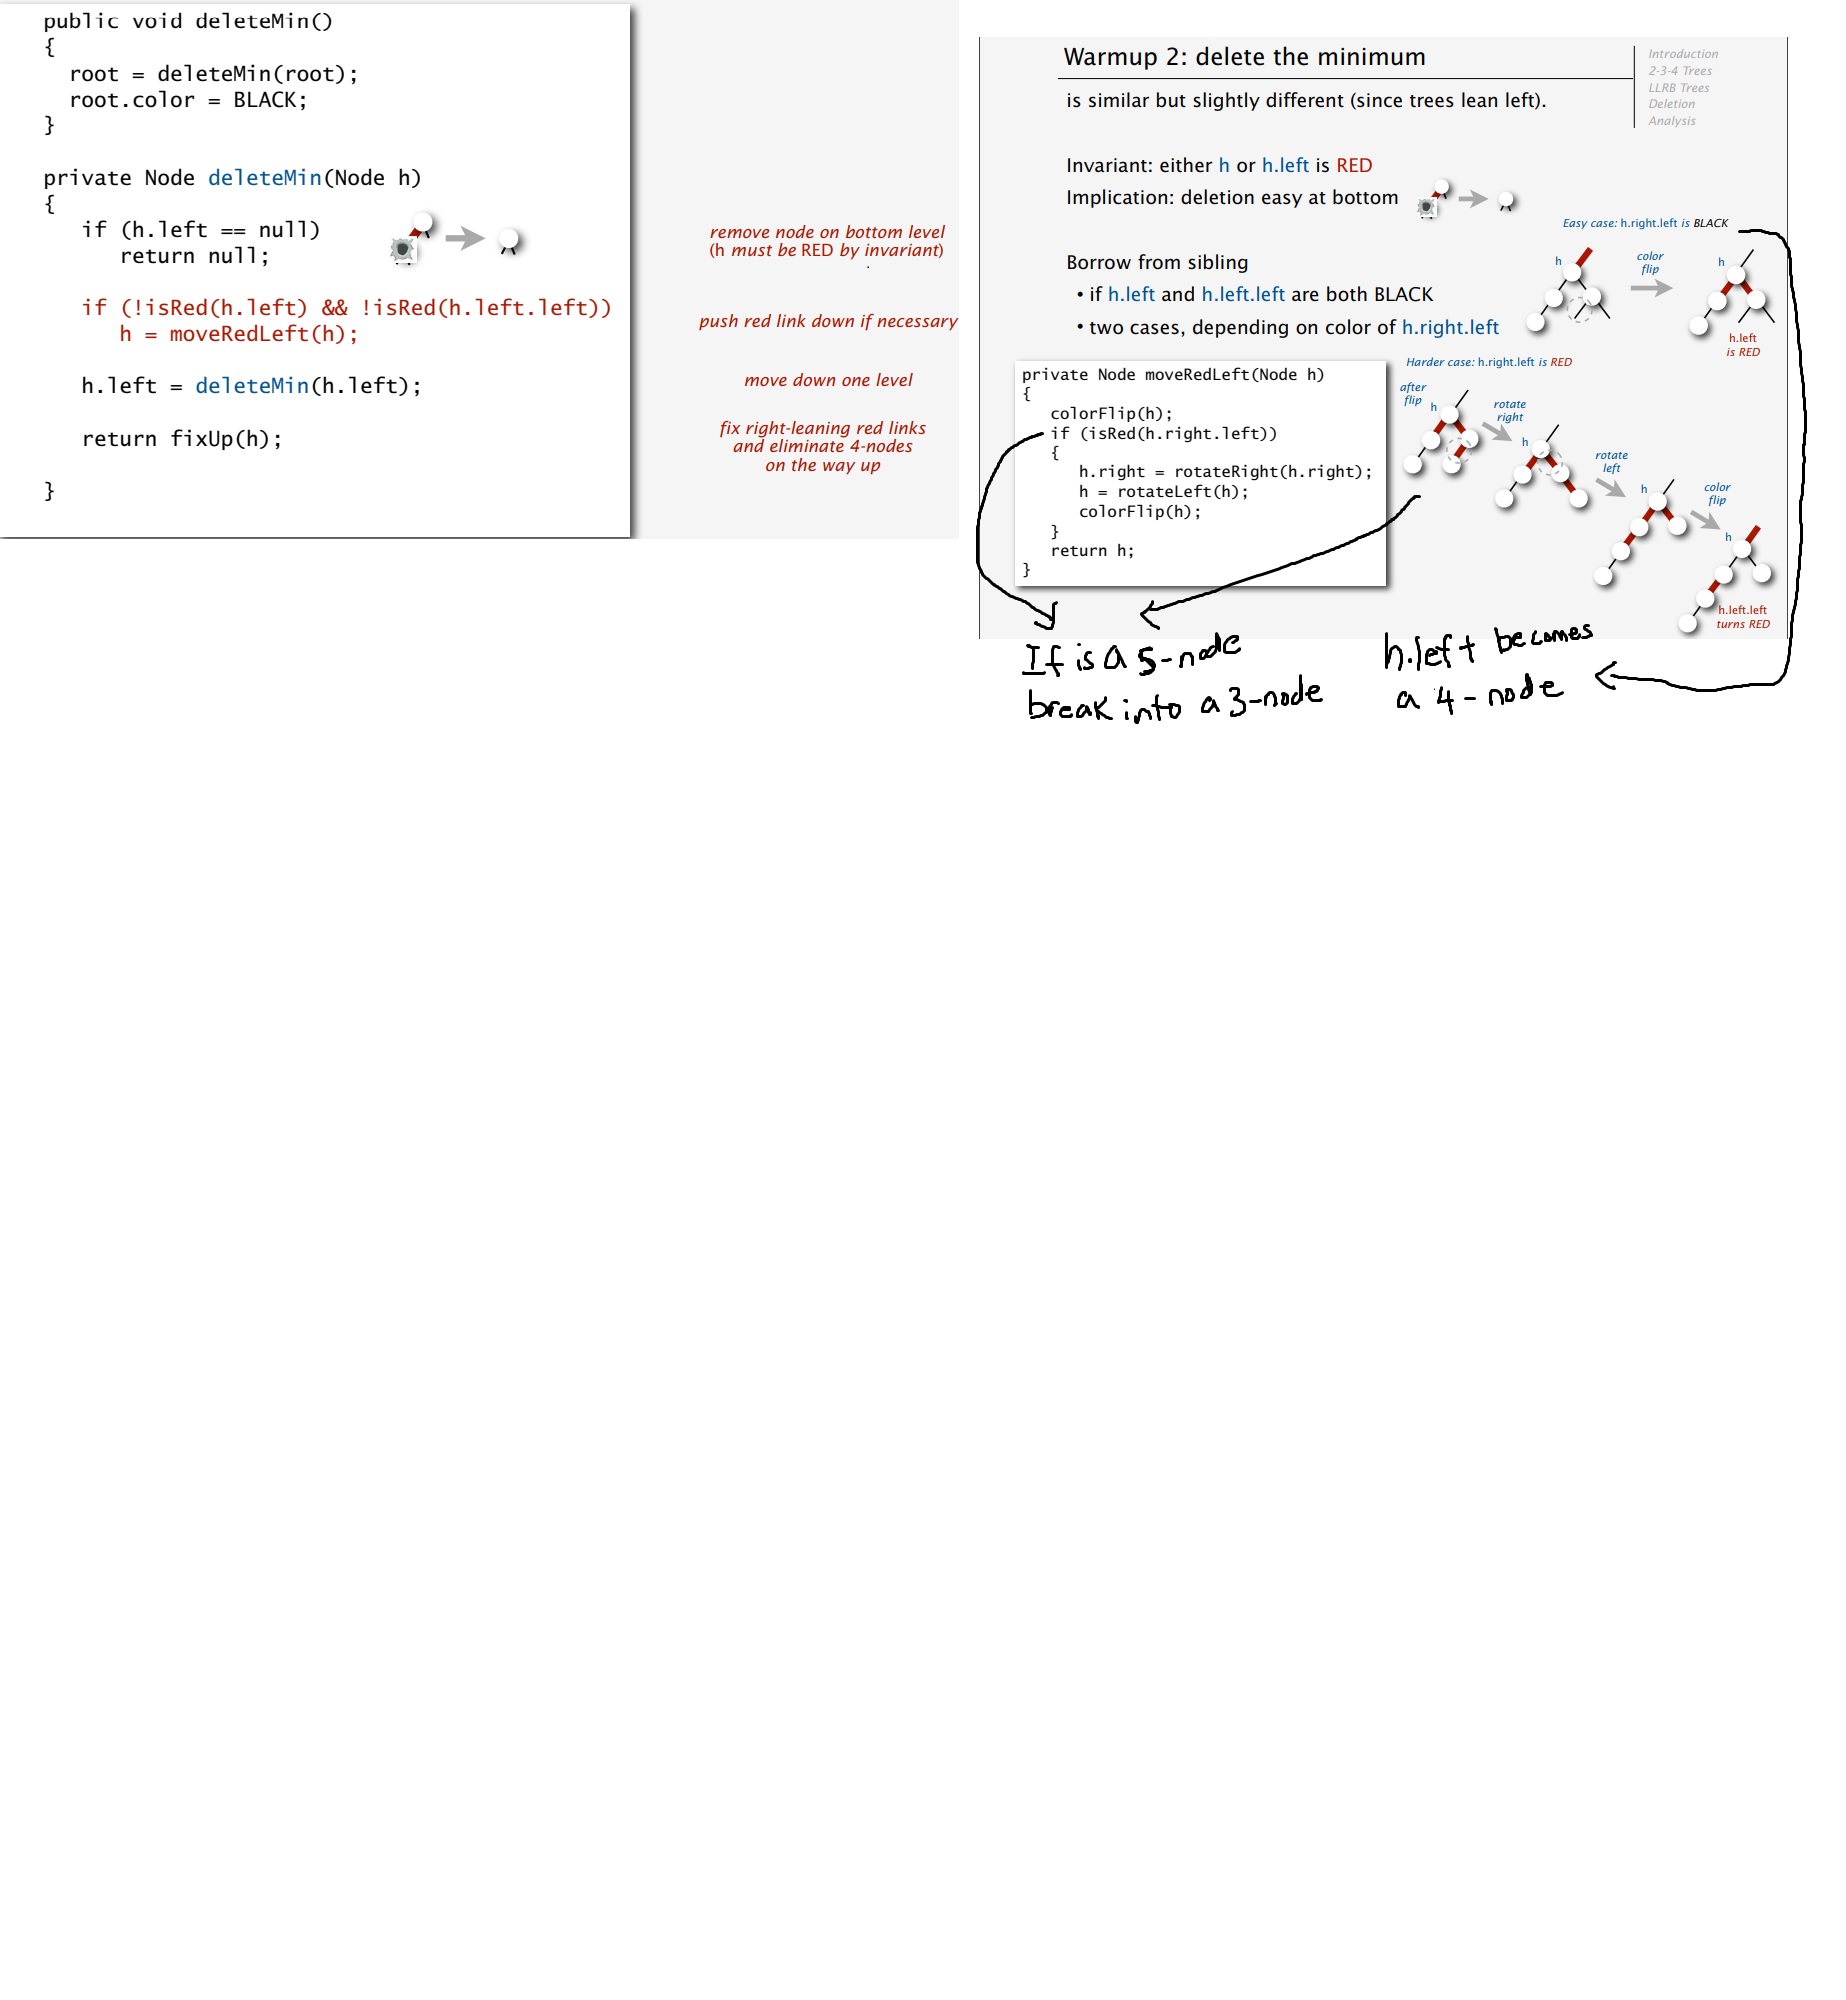 public void deleteMin()
{
root = deleteMin(root);
root.color = BLACK;
}
private Node deleteMin(Node h)
{
if (h.left == null)
return null;
if (!isRed(h.left) && !isRed(h.left.left))
h = moveRedLeft(h);
h.left = deleteMin(h.left);
return fixUp(h);
}
remove node on bottom level
(h must be RED by invariant)
push red link down if necessary
move down one level
fix right-leaning red links
and eliminate 4-nodes
on the way up
Warmup 2: delete the minimum
Introduction
2-3-4 Trees
LLRB Trees
Deletion
Analysis
is similar but slightly different (since trees lean left).
Invariant: either h or h.left is RED
Implication: deletion easy at bottom
Borrow from sibling
• if h.left and h.left.left are both BLACK
• two cases, depending on color of h.right.left
Easy case: h.right.left is BLACK
h
color
flip
h
h.left
is RED
Harder case: h.right.left is RED
after
flip
h
rotate
right
h
rotate
left
h
color
flip
h
h.left.left
turns RED
private Node moveRedLeft(Node h)
{
colorFlip(h);
if (isRed(h.right.left))
{
h.right = rotateRight(h.right);
h = rotateLeft(h);
colorFlip(h);
}
return h;
}
If is a 5-node
break into a 3-node
h.left becomes
a 4-node